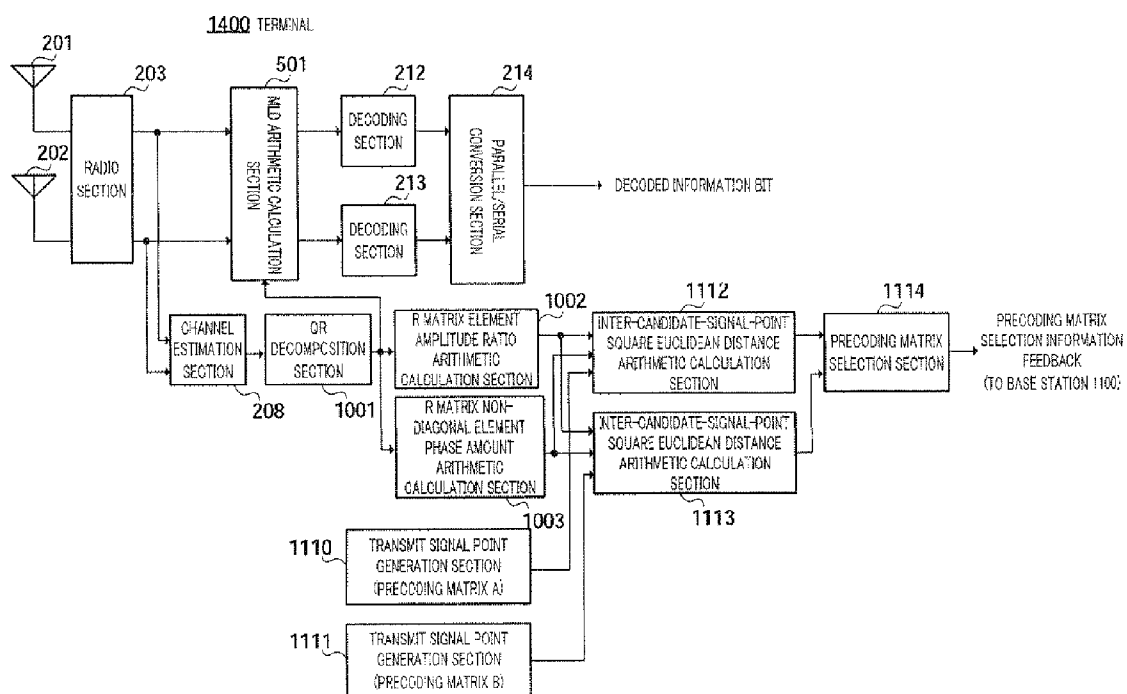 1400 TERMINAL
201
203
501
212
214
202
RADIO
SECTION
MLD ARITHMETIC CALCULATION
SECTION
DECODING
SECTION
213
DECODING
SECTION
PARALLEL/SERIAL
CONVERSION SECTION
DECODED INFORMATION BIT
CHANNEL
ESTIMATION
SECTION
208
QR
DECOMPOSITION
SECTION
1001
1002
R MATRIX ELEMENT
AMPLITUDE RATIO
ARITHMETIC
CALCULATION SECTION
R MATRIX NON-
DIAGONAL ELEMENT
PHASE AMOUNT
ARITHMETIC
CALCULATION SECTION
1003
1112
INTER-CANDIDATE-SIGNAL-POINT
SQUARE EUCLIDEAN DISTANCE
ARITHMETIC CALCULATION
SECTION
INTER-CANDIDATE-SIGNAL-POINT
SQUARE EUCLIDEAN DISTANCE
ARITHMETIC CALCULATION
SECTION
1113
1114
PRECODING MATRIX
SELECTION SECTION
PRECODING MATRIX
SELECTION INFORMATION
FEEDBACK
(TO BASE STATION 1100)
1110
TRANSMIT SIGNAL POINT
GENERATION SECTION
(PRECODING MATRIX A)
1111
TRANSMIT SIGNAL POINT
GENERATION SECTION
(PRECODING MATRIX B)